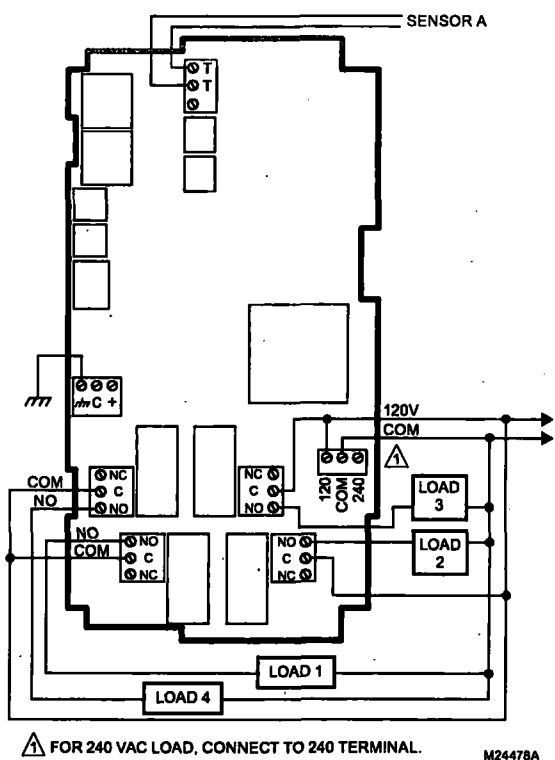 SENSOR A
T
T
C +
120V
COM
1
120
COM
240
COM
NO
NC
C
NO
NC
C
NO
LOAD 3
NO
COM
NO
C
NC
NO
C
NC
LOAD 2
LOAD 1
LOAD 4
1 FOR 240 VAC LOAD, CONNECT TO 240 TERMINAL.
M24478A